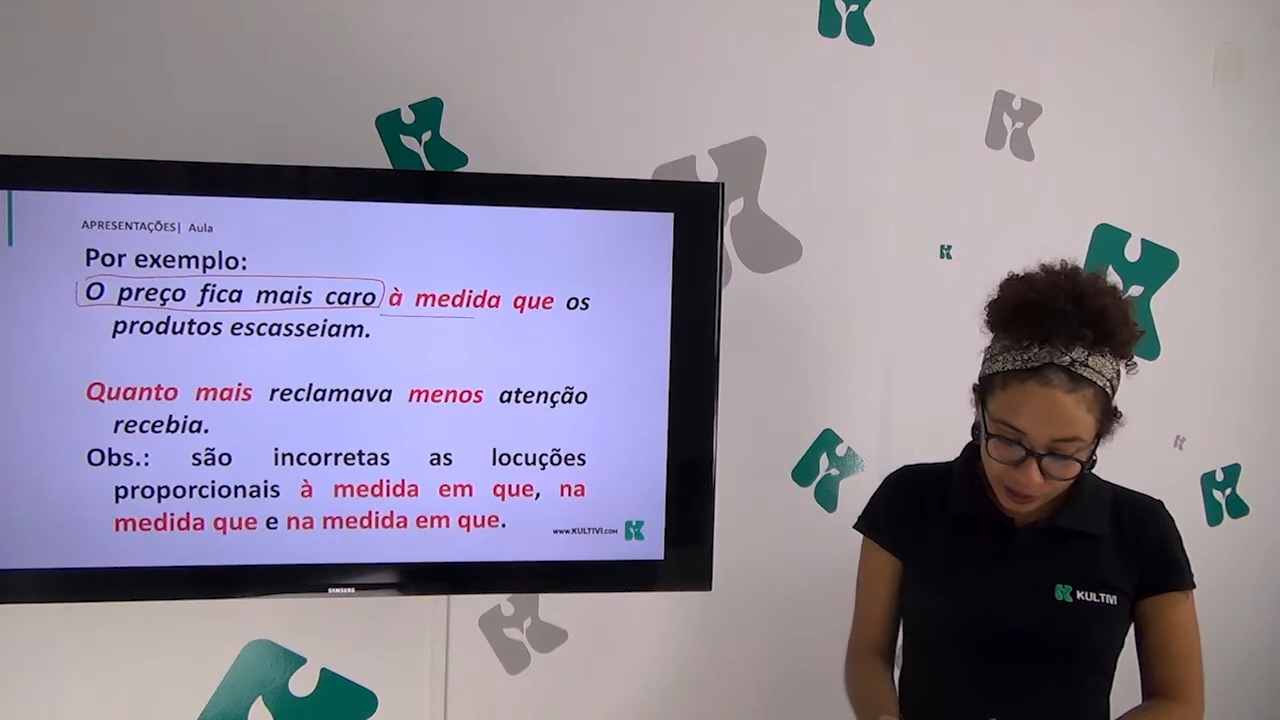 APRESENTAÇÕES| Aula
Por exemplo:
O preço fica mais caro à medida que os
produtos escasseiam.
Quanto mais reclamava menos atenção
recebia.
Obs.: são incorretas as locuções
proporcionais à medida em que, na
medida que e na medida em que.
www.KULTIVI.com
SAMSUNG
KULTIVI